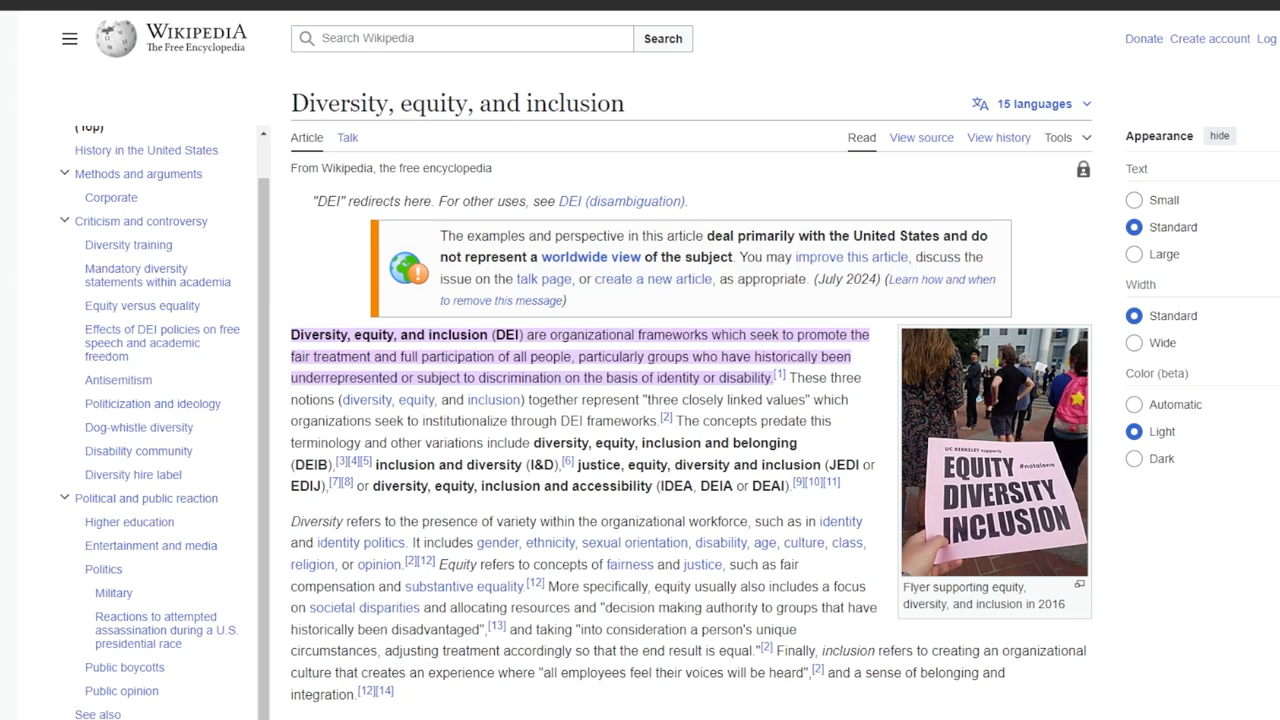 WIKIPEDIA
The Free Encyclopedia
Search Wikipedia
Search
Donate Create account Log
Diversity, equity, and inclusion
15 languages
Article Talk
Read View source View history Tools
From Wikipedia, the free encyclopedia
"DEI" redirects here. For other uses, see DEI (disambiguation).
The examples and perspective in this article deal primarily with the United States and do
not represent a worldwide view of the subject. You may improve this article, discuss the
issue on the talk page, or create a new article, as appropriate. (July 2024) (Learn how and when
to remove this message)
Diversity, equity, and inclusion (DEI) are organizational frameworks which seek to promote the
fair treatment and full participation of all people, particularly groups who have historically been
underrepresented or subject to discrimination on the basis of identity or disability.[1] These three
notions (diversity, equity, and inclusion) together represent "three closely linked values" which
organizations seek to institutionalize through DEI frameworks.[2] The concepts predate this
terminology and other variations include diversity, equity, inclusion and belonging
(DEIB),[3][4][5] inclusion and diversity (I&D),[6] justice, equity, diversity and inclusion (JEDI or
EDIJ),[7][8] or diversity, equity, inclusion and accessibility (IDEA, DEIA or DEAI).[9][10][11]
Diversity refers to the presence of variety within the organizational workforce, such as in identity
and identity politics. It includes gender, ethnicity, sexual orientation, disability, age, culture, class,
religion, or opinion.[2][12] Equity refers to concepts of fairness and justice, such as fair
compensation and substantive equality.[12] More specifically, equity usually also includes a focus
on societal disparities and allocating resources and "decision making authority to groups that have
historically been disadvantaged",[13] and taking "into consideration a person's unique
circumstances, adjusting treatment accordingly so that the end result is equal."[2] Finally, inclusion refers to creating an organizational
culture that creates an experience where "all employees feel their voices will be heard",[2] and a sense of belonging and
integration.[12][14]
UC BERKELEY supports
EQUITY #notalone
DIVERSITY
INCLUSION
Flyer supporting equity,
diversity, and inclusion in 2016
(Top)
History in the United States
Methods and arguments
Corporate
Criticism and controversy
Diversity training
Mandatory diversity
statements within academia
Equity versus equality
Effects of DEI policies on free
speech and academic
freedom
Antisemitism
Politicization and ideology
Dog-whistle diversity
Disability community
Diversity hire label
Political and public reaction
Higher education
Entertainment and media
Politics
Military
Reactions to attempted
assassination during a U.S.
presidential race
Public boycotts
Public opinion
See also
Appearance hide
Text
Small
Standard
Large
Width
Standard
Wide
Color (beta)
Automatic
Light
Dark